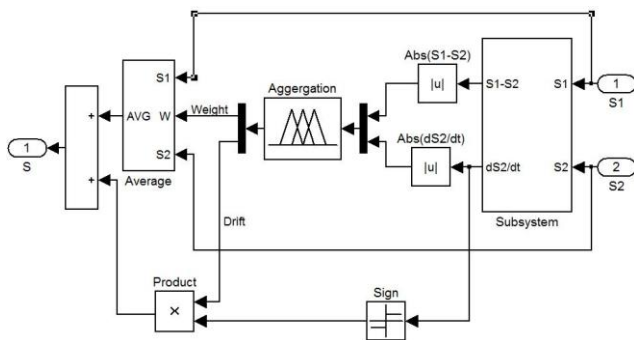 Abs(S1-S2)
S1
|u|
S1-S2
S1
1
S1
Aggergation
AVG
W
Weight
+
1
S
Abs(dS2/dt)
S2
|u|
dS2/dt
S2
2
S2
Average
+
Subsystem
Drift
Product
×
Sign